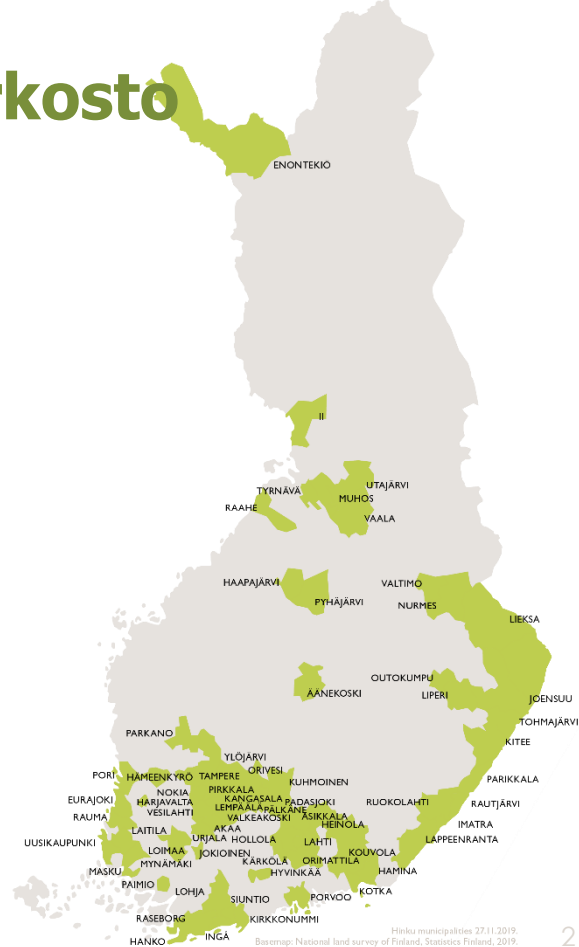 rkosto
ENONTEKIÖ
II
UTAJÄRVI
TYRNÄVÄ
MUHOS
RAAHE
VAALA
HAAPAJÄRVI
VALTIMO
PYHÄJÄRVI
NURMES
LIEKSA
OUTOKUMPU
ÄÄNEKOSKI
LIPERI
JOENSUU
TOHMAJÄRVI
PARKANO
KITEE
YLÖJÄRVI
ORIVESI
PORI
HÄMEENKYRÖ
TAMPERE
KUHMOINEN
PARIKKALA
PIRKKALA
NOKIA
EURAJOKI
HARJAVALTA
KANGASALA
PADASJOKI
RUOKOLAHTI
RAUTJÄRVI
LEMPÄÄLÄ
PÄLKÄNE
VESILAHTI
RAUMA
VALKEAKOSKI
ASIKKALA
HEINOLA
IMATRA
LAITILA
AKAA
URJALA
HOLLOLA
LAHTI
LAPPEENRANTA
UUSIKAUPUNKI
LOIMAA
JOKIOINEN
KOUVOLA
MYNÄMÄKI
KÄRKÖLÄ
ORIMATTILA
MASKU
HYVINKÄÄ
HAMINA
PAIMIO
LOHJA
SIUNTIO
PORVOO
KOTKA
RASEBORG
KIRKKONUMMI
HANKO
INGÅ
Hinku municipalities 27.11.2019.
Basemap: National land survey of Finland, Statistics Finland, 2019.
2